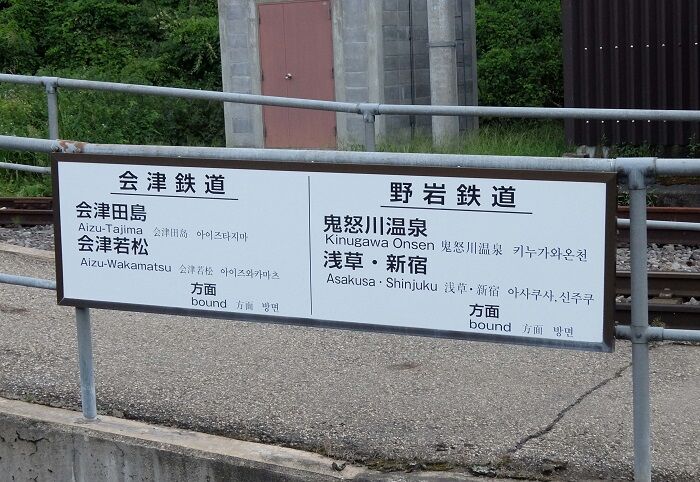 会津鉄道
会津田島
Aizu-Tajima 会津田島 아이즈타지마
会津若松
Aizu-Wakamatsu 会津若松 아이즈와카마츠
方面
bound 方面 방면
野岩鉄道
鬼怒川温泉
Kinugawa Onsen 鬼怒川温泉 키누가와온천
浅草・新宿
Asakusa・Shinjuku 浅草・新宿 아사쿠사,신주쿠
方面
bound 方面 방면